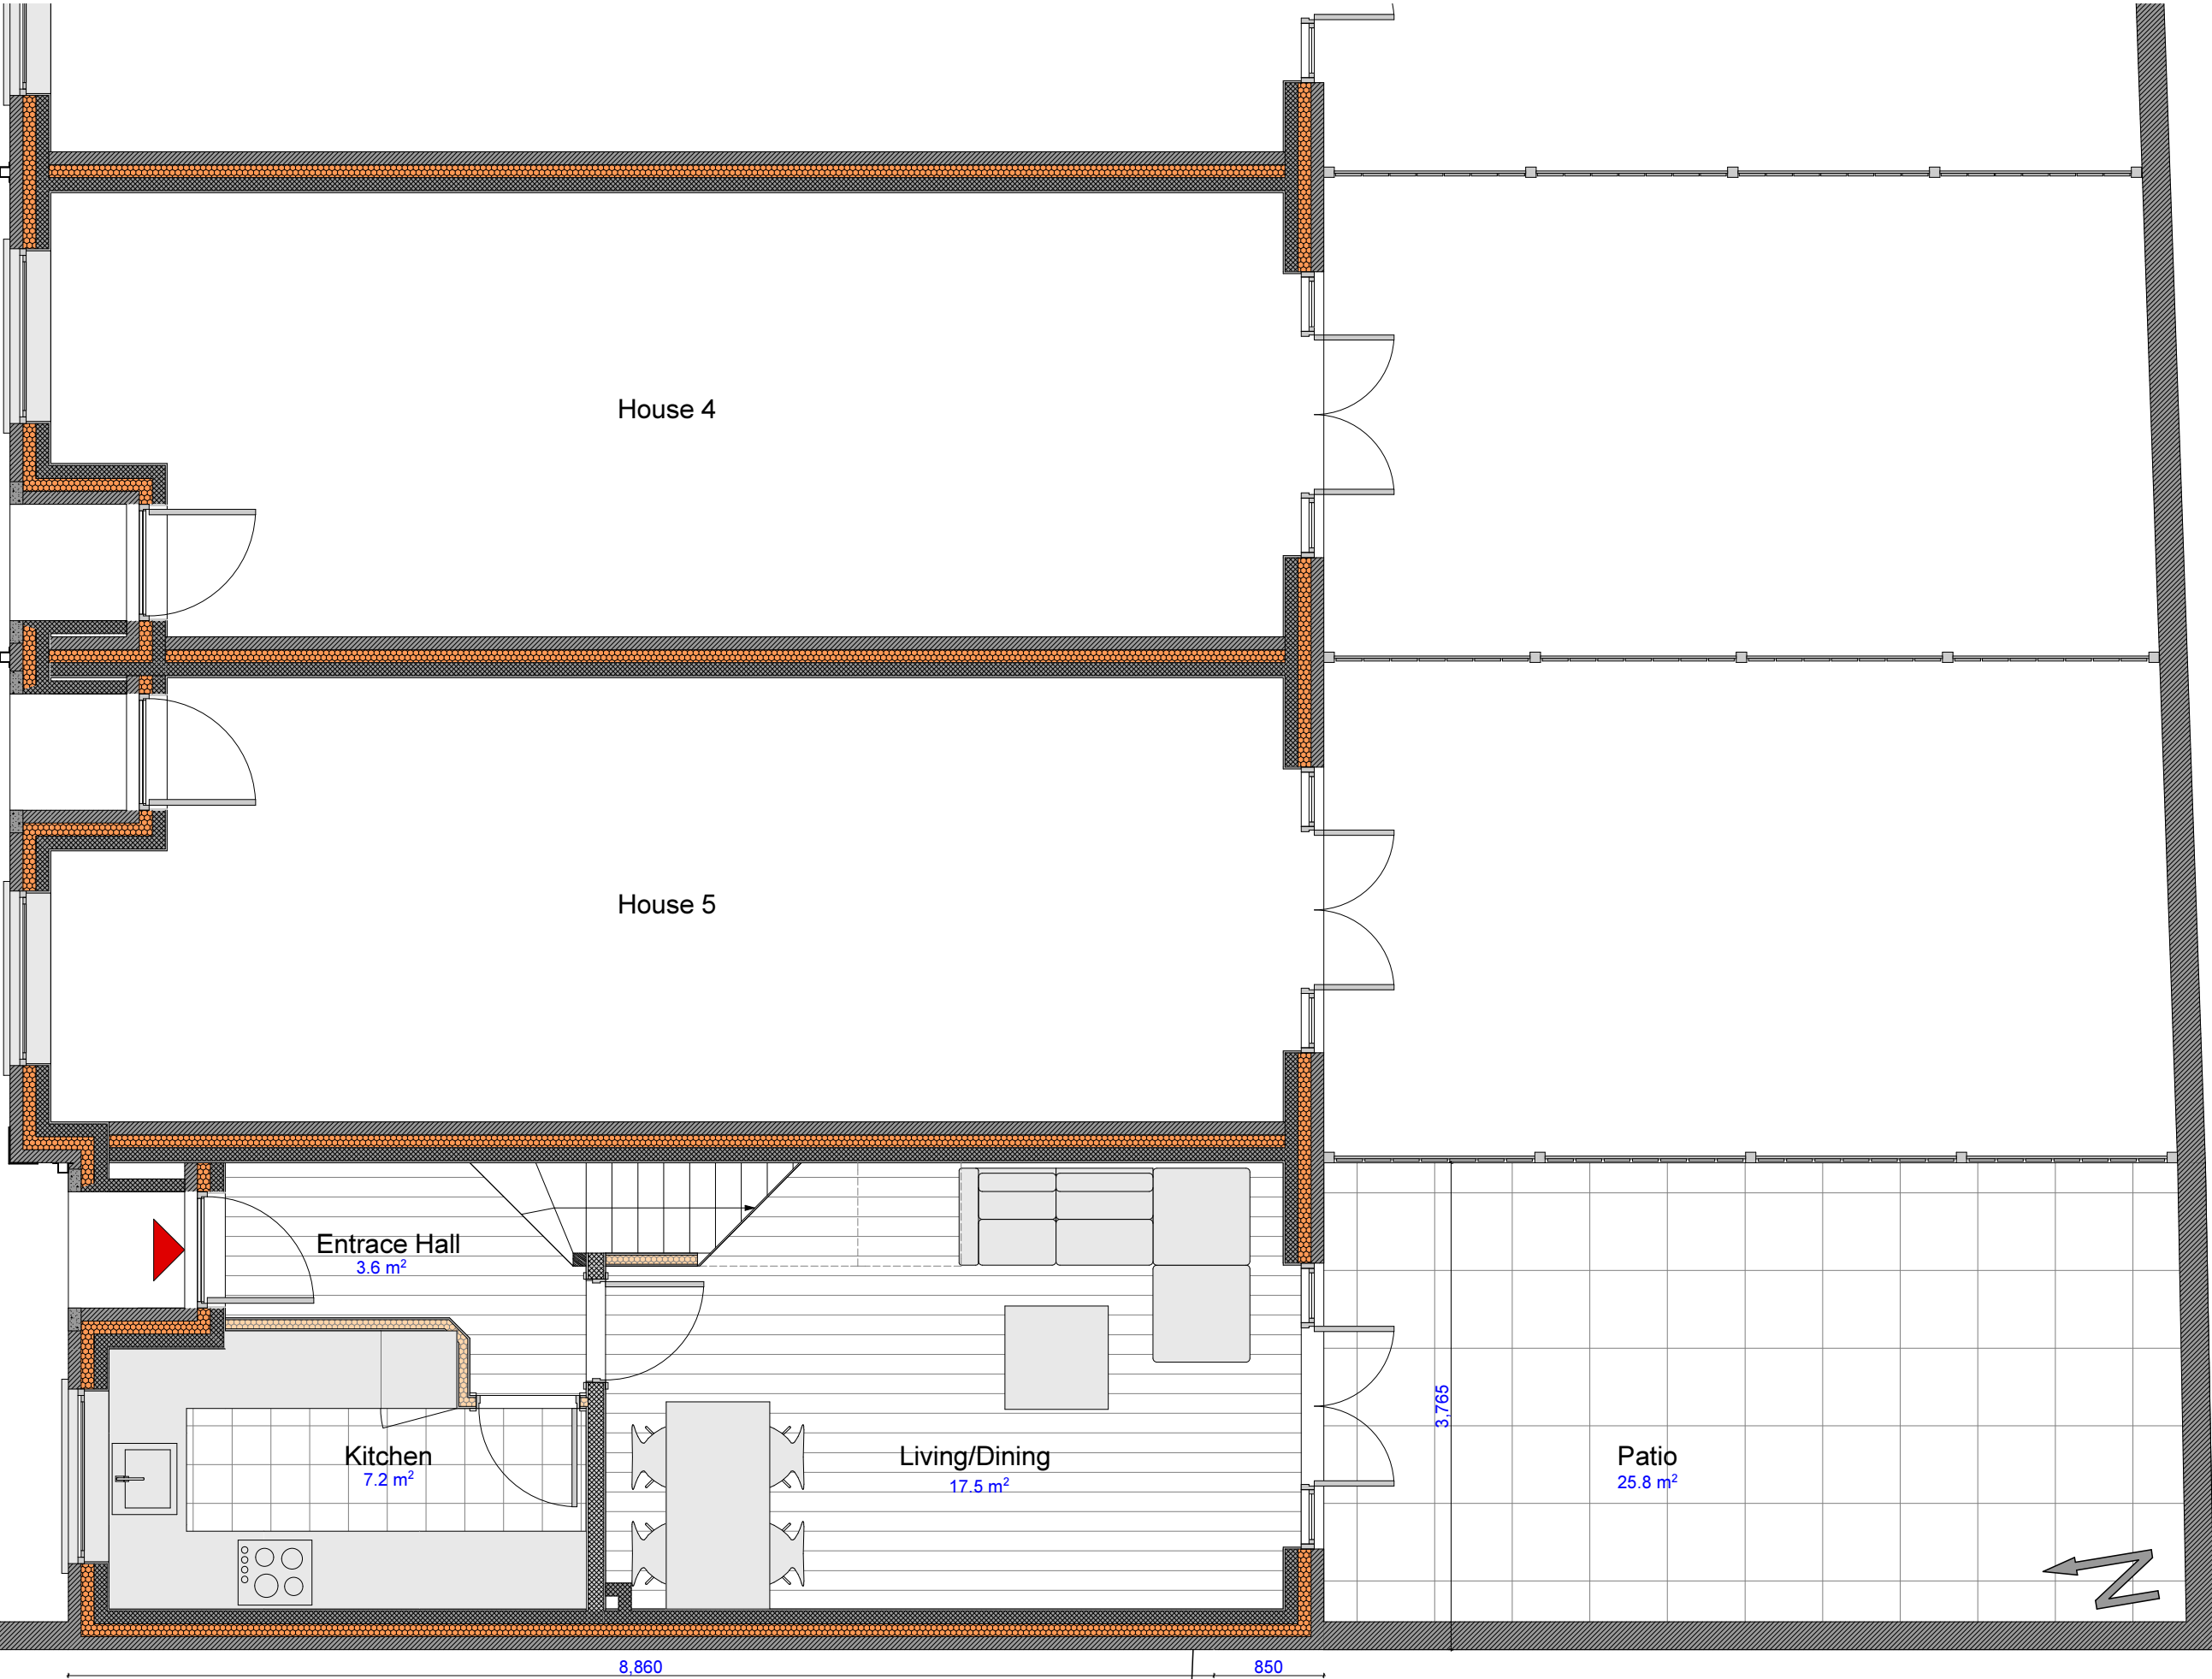 House 4
House 5
Entrace Hall
3.6 m²
Kitchen
7.2 m²
Living/Dining
17.5 m²
3,765
Patio
25.8 m²
N
8,860
850